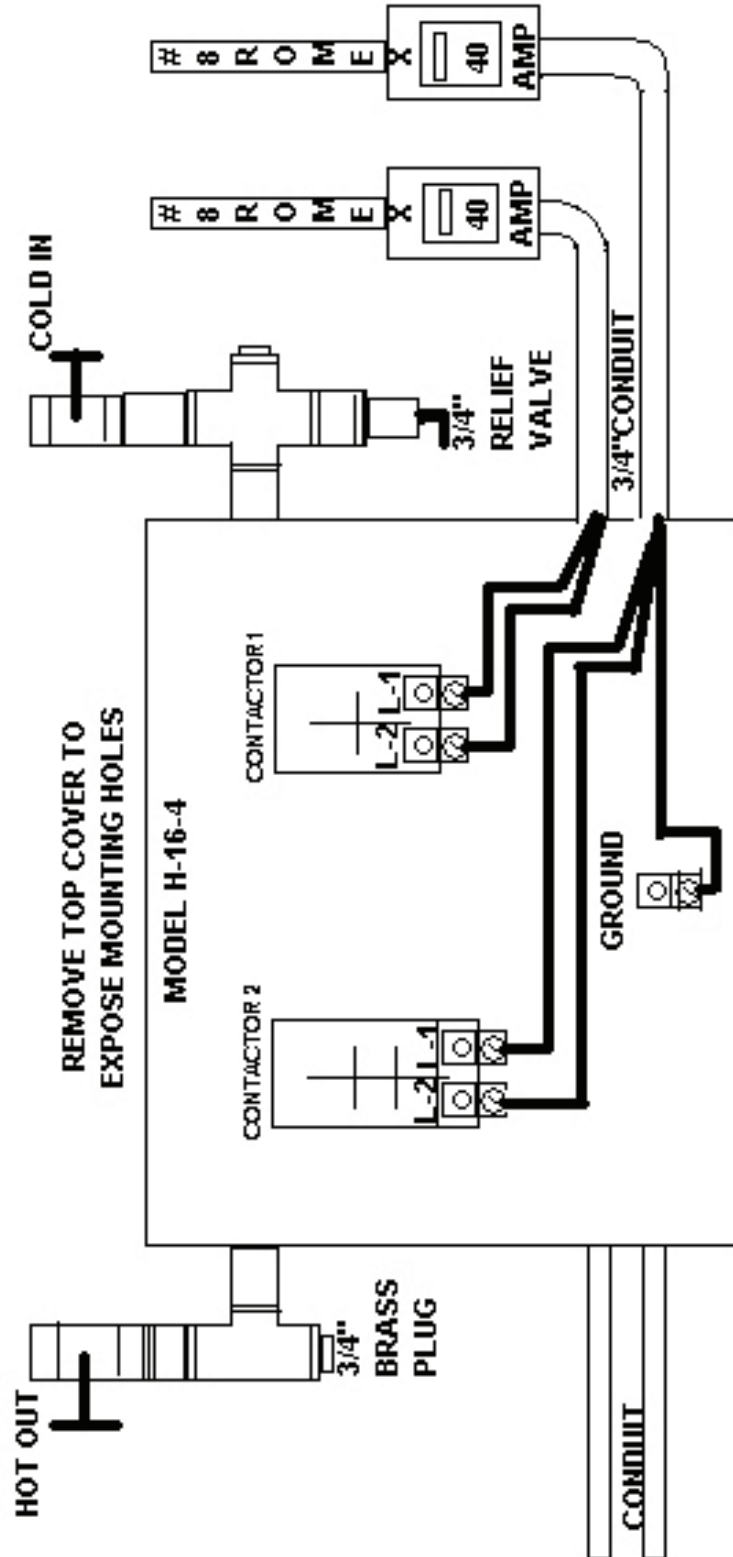 HOT OUT
COLD IN
REMOVE TOP COVER TO
EXPOSE MOUNTING HOLES
MODEL H-16-4
# 8 R O M E X
# 8 R O M E X
40
AMP
40
AMP
3/4"
BRASS
PLUG
3/4"
RELIEF
VALVE
CONTACTOR 2
L-2 L-1
CONTACTOR1
L-2 L-1
GROUND
3/4"CONDUIT
CONDUIT